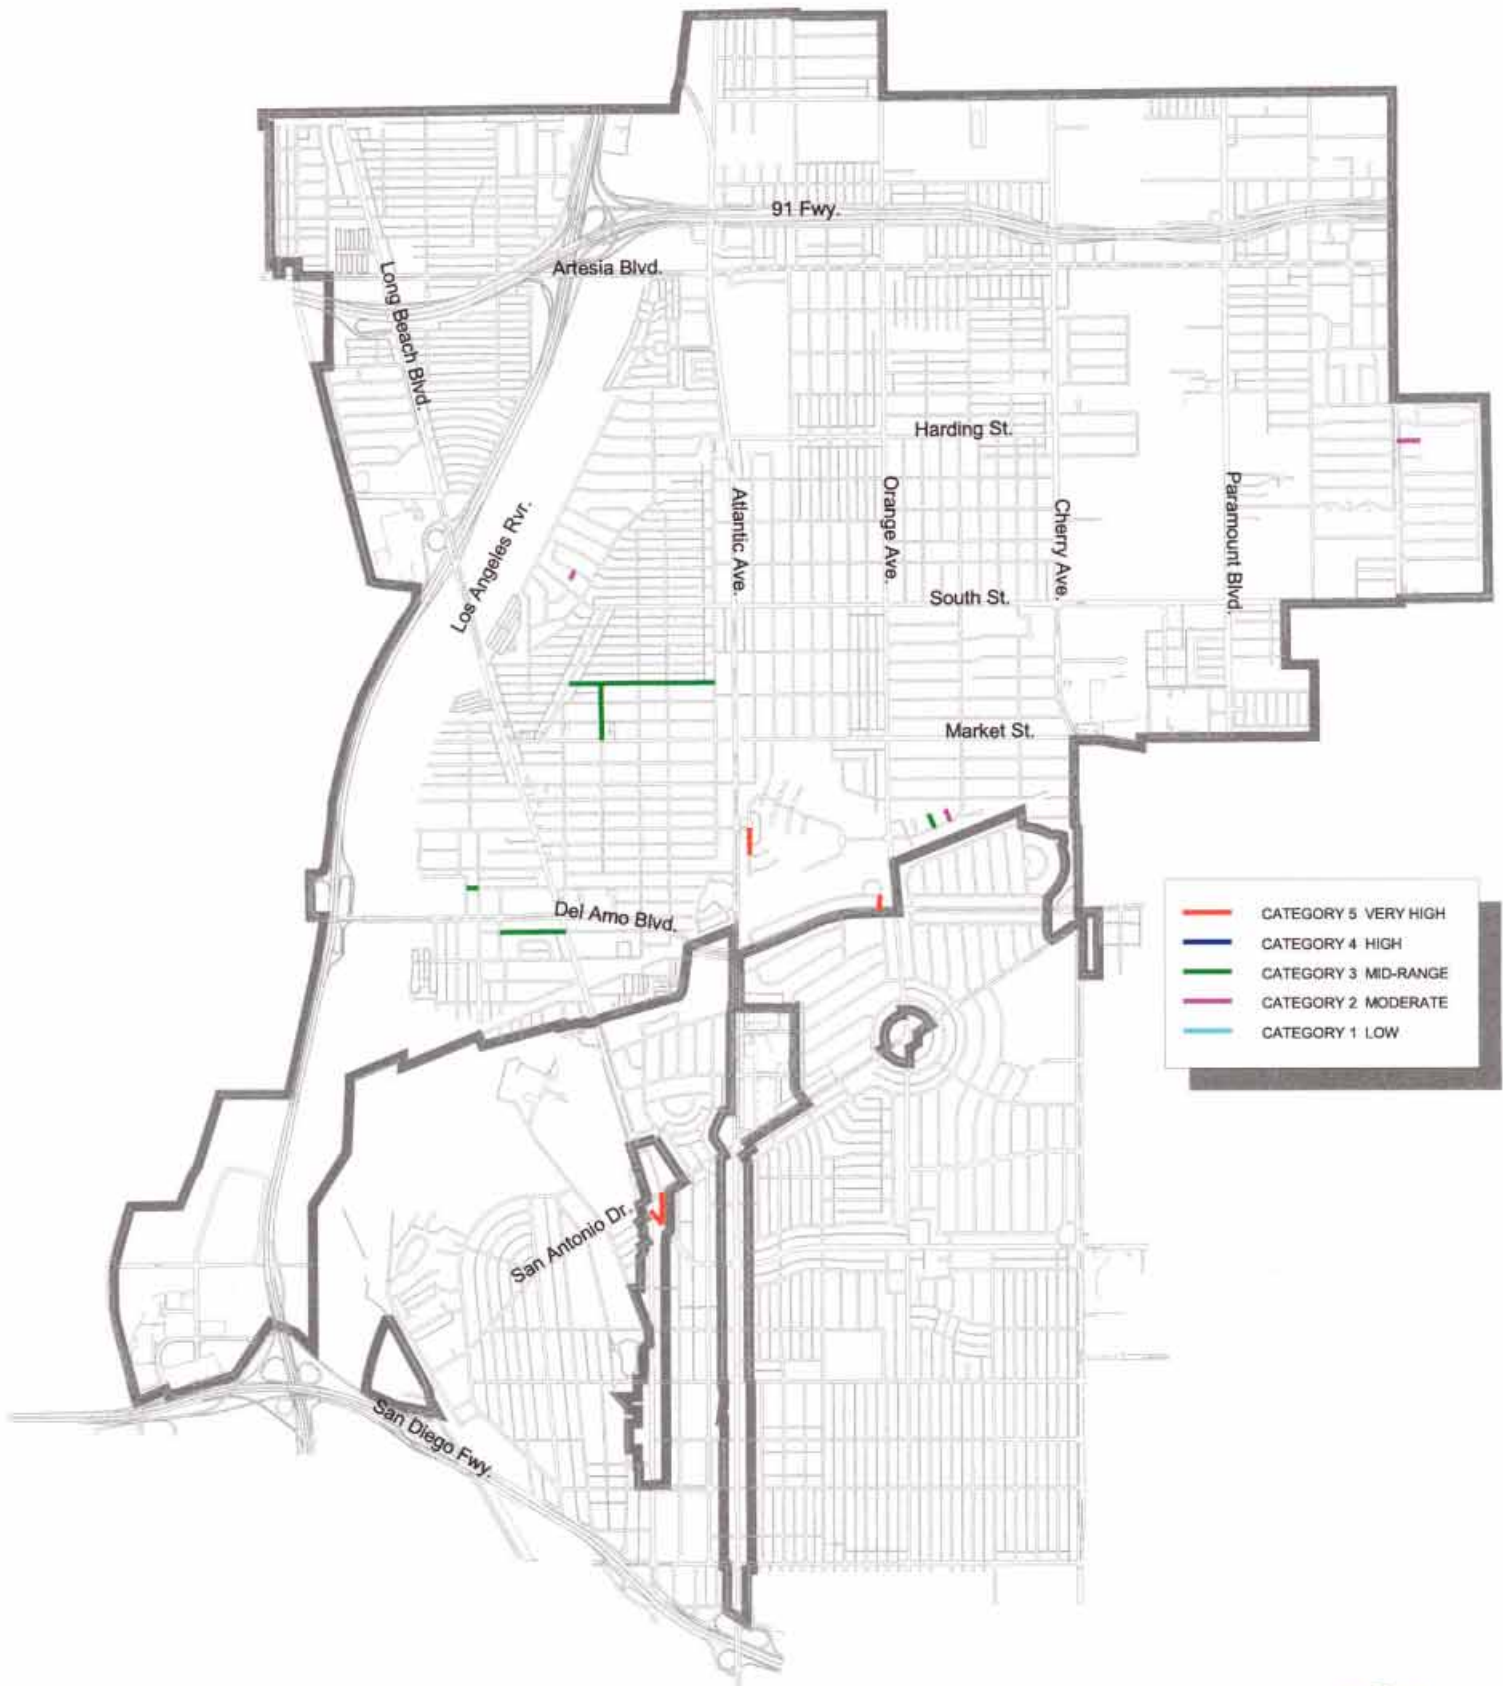 91 Fwy.
Artesia Blvd.
Long Beach Blvd.
Harding St.
Los Angeles Rvr.
Atlantic Ave.
Orange Ave.
Cherry Ave.
Paramount Blvd.
South St.
Market St.
Del Amo Blvd.
CATEGORY 5 VERY HIGH
CATEGORY 4 HIGH
CATEGORY 3 MID-RANGE
CATEGORY 2 MODERATE
CATEGORY 1 LOW
San Antonio Dr.
San Diego Fwy.